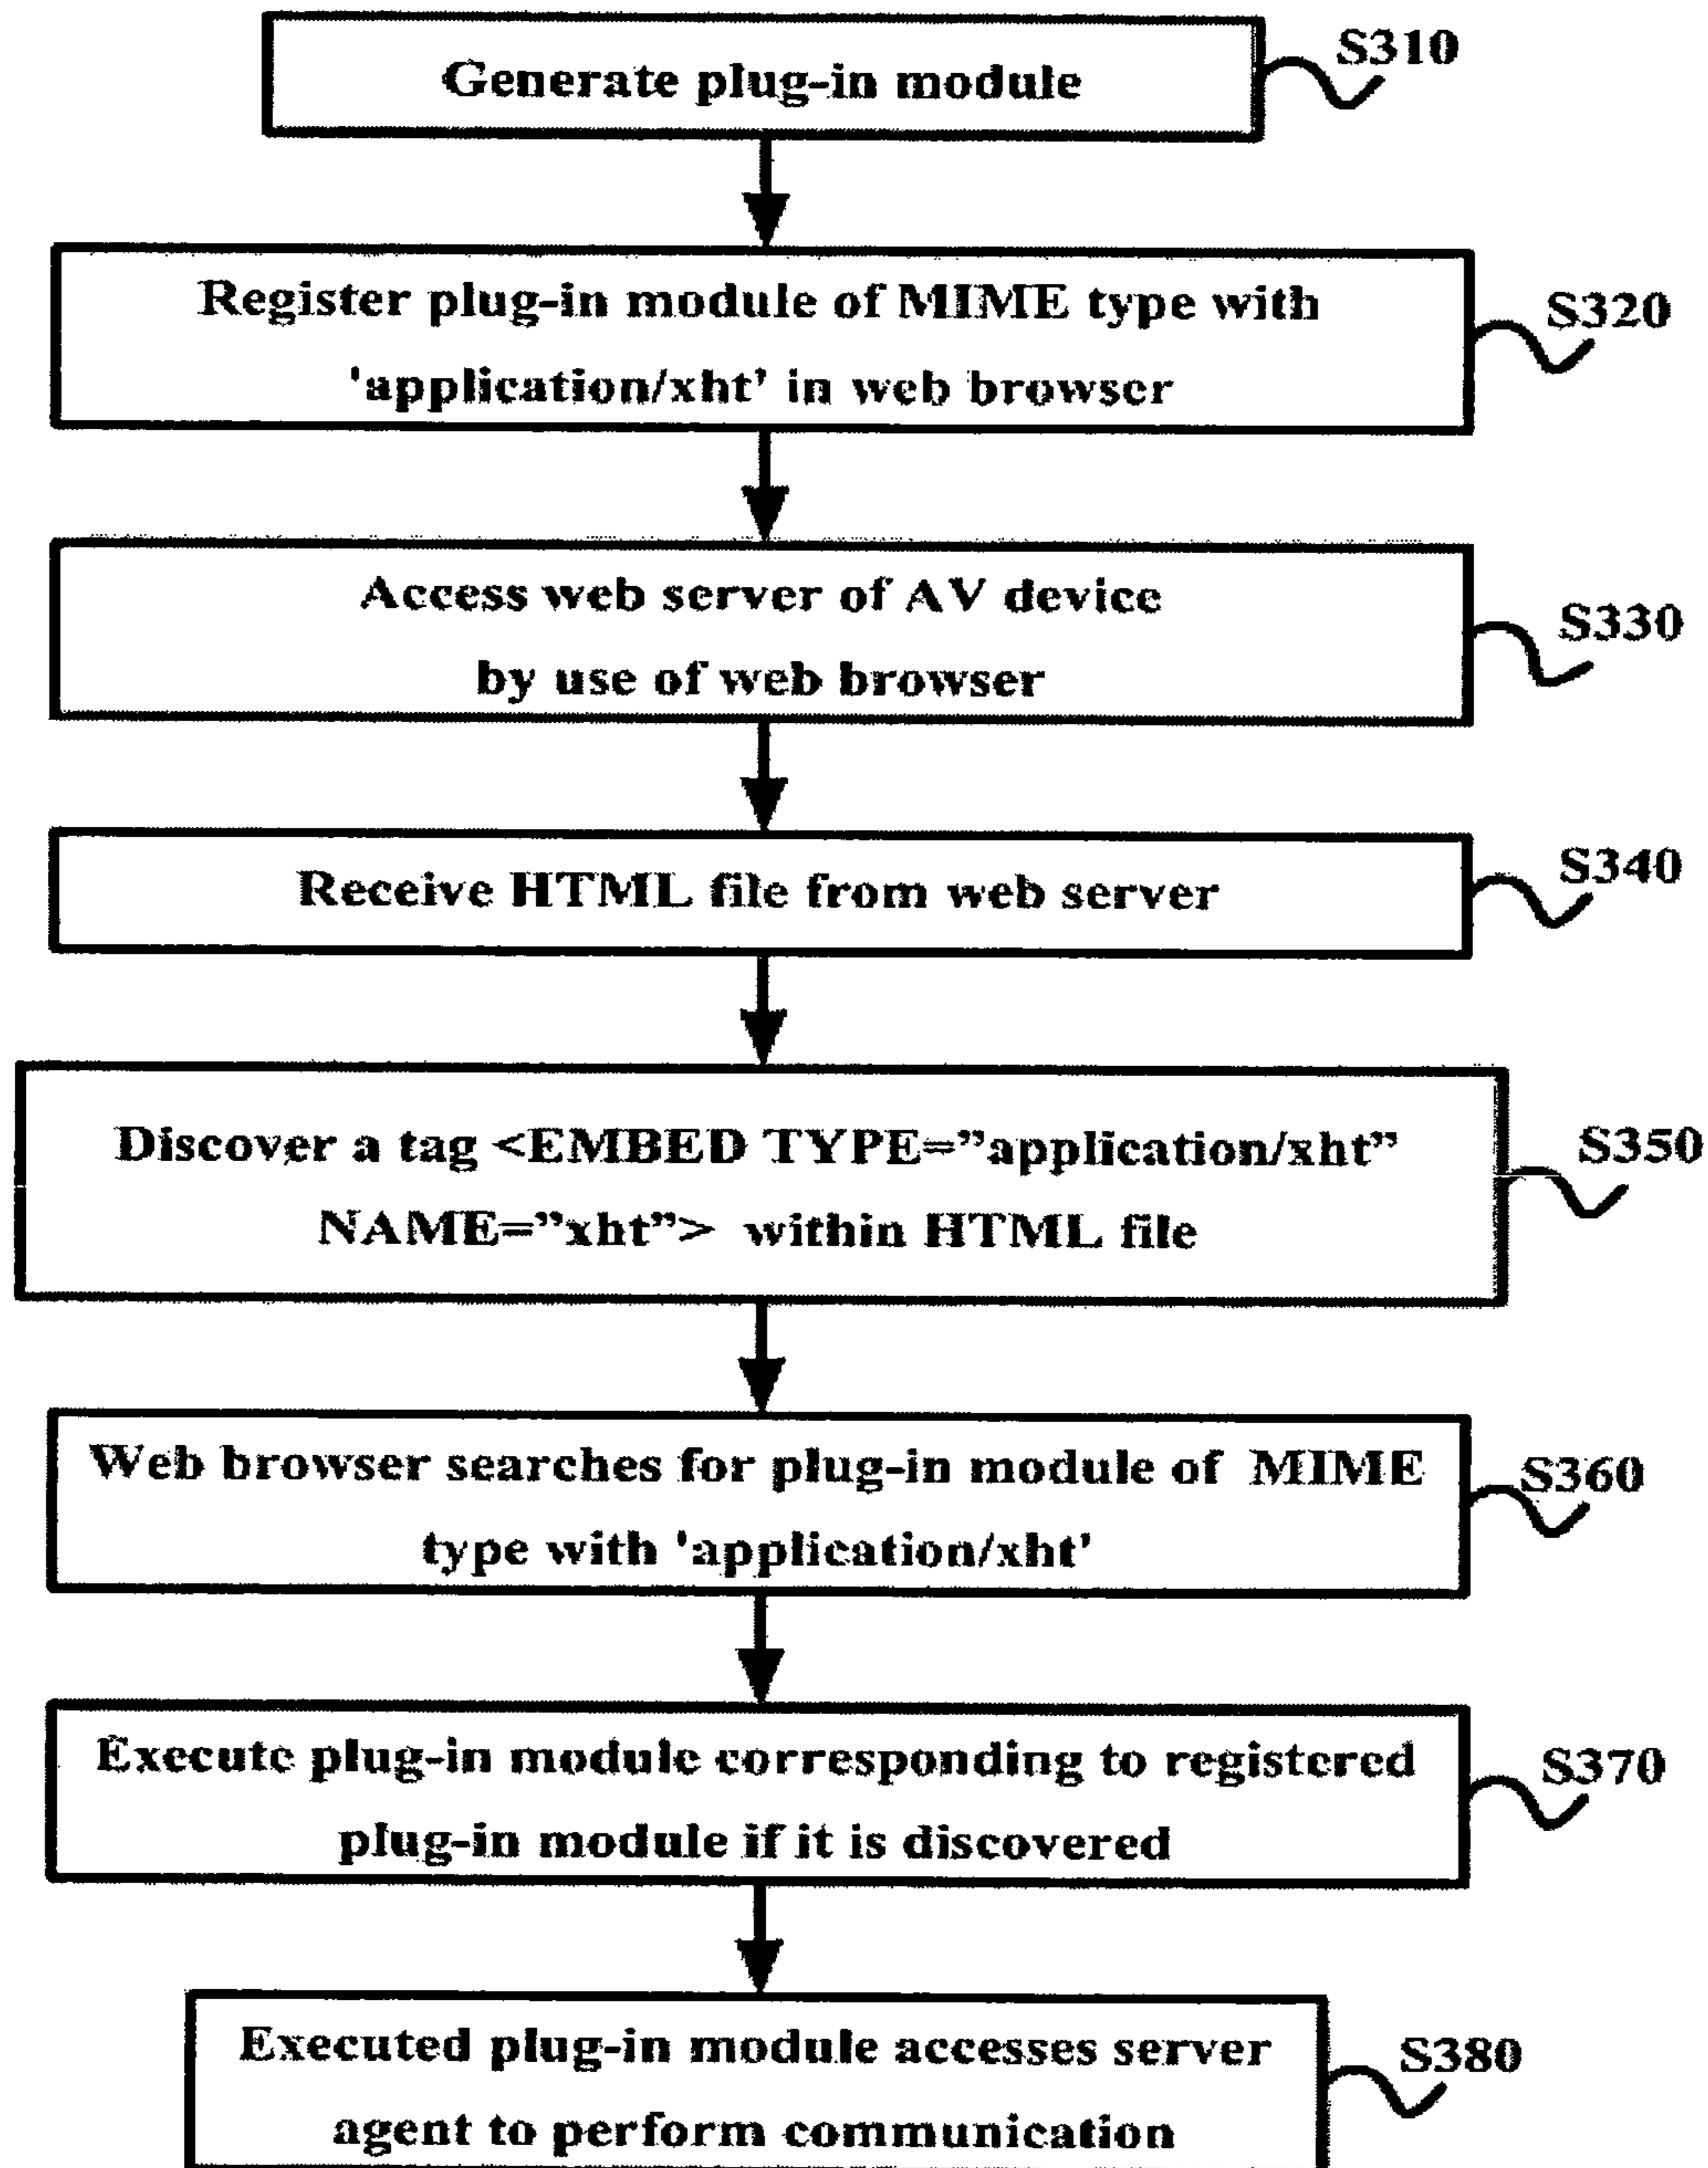 Generate plug-in module
S310
Register plug-in module of MIME type with
'application/xht' in web browser
S320
Access web server of AV device
by use of web browser
S330
Receive HTML file from web server
S340
Discover a tag <EMBED TYPE=”application/xht”
NAME=”xht”> within HTML file
S350
Web browser searches for plug-in module of MIME
type with 'application/xht'
S360
Execute plug-in module corresponding to registered
plug-in module if it is discovered
S370
Executed plug-in module accesses server
agent to perform communication
S380